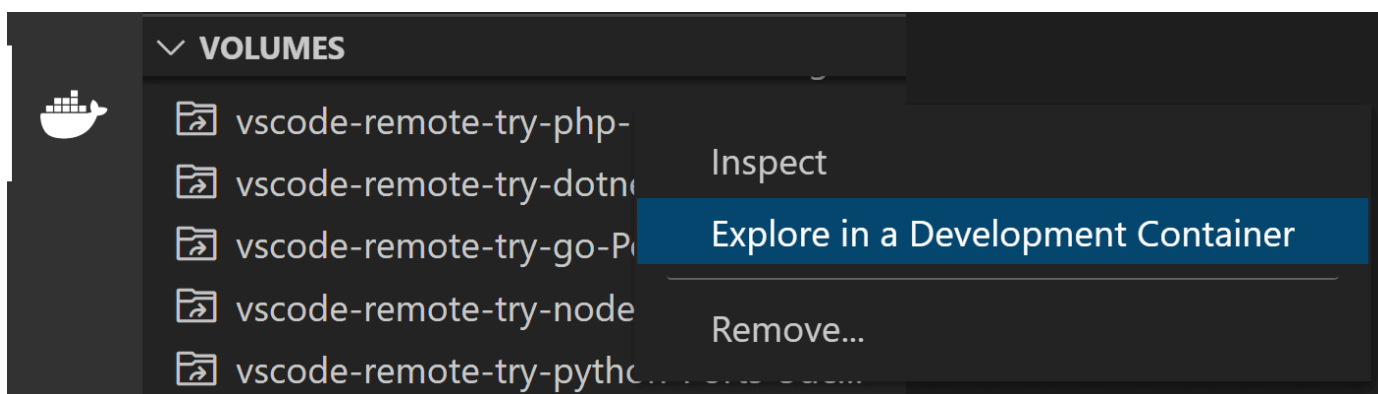 VOLUMES
vscode-remote-try-php-
vscode-remote-try-dotn
vscode-remote-try-go-P
vscode-remote-try-node
vscode-remote-try-pyth
Inspect
Explore in a Development Container
Remove...